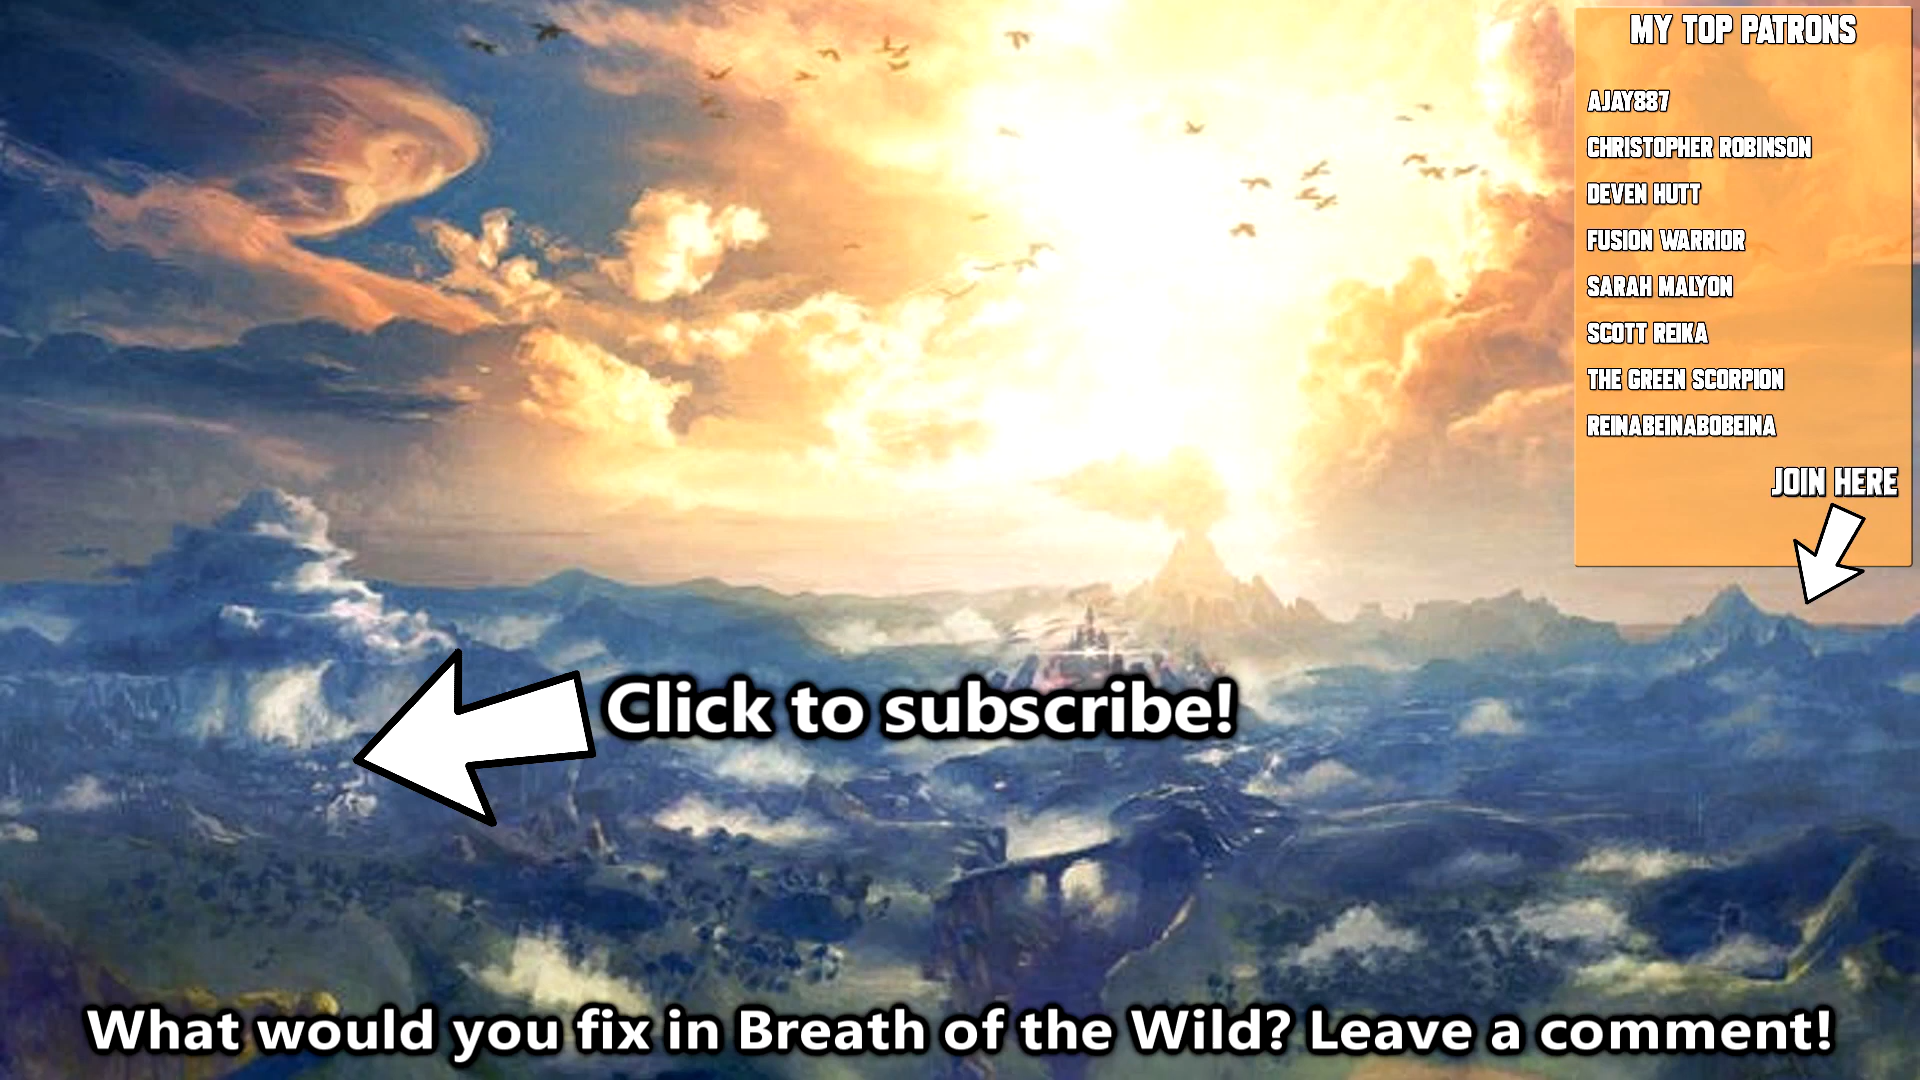 MY TOP PATRONS
AJAY887
CHRISTOPHER ROBINSON
DEVEN HUTT
FUSION WARRIOR
SARAH MALYON
SCOTT REIKA
THE GREEN SCORPION
REINABEINABOBEINA
JOIN HERE
Click to subscribe!
What would you fix in Breath of the Wild? Leave a comment!